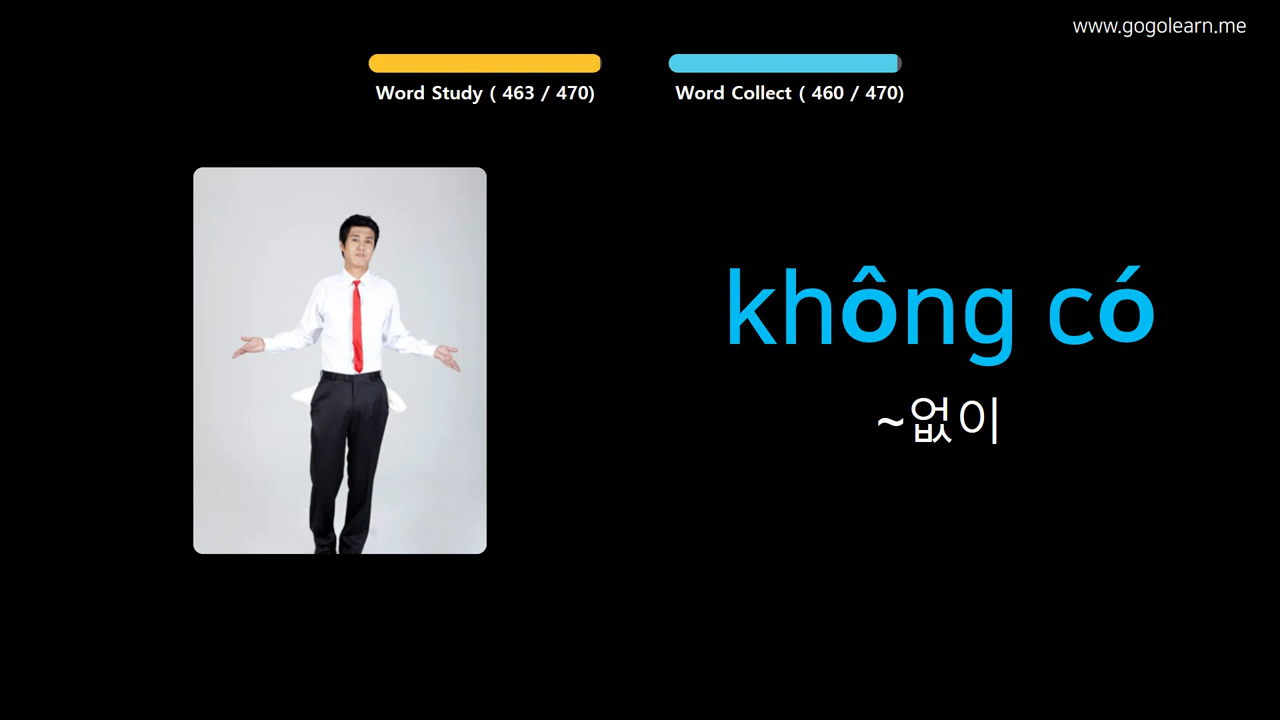 www.gogolearn.me
Word Study ( 463 / 470)
Word Collect ( 460 / 470)
không có
~없이